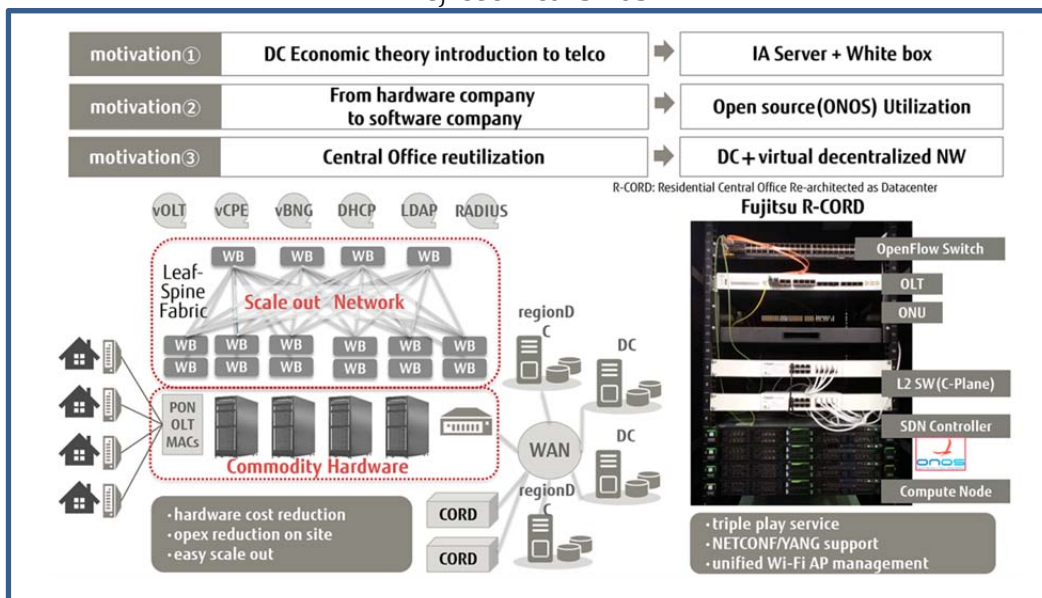 motivation① DC Economic theory introduction to telco IA Server + White box
motivation② From hardware company
to software company Open source(ONOS) Utilization
motivation③ Central Office reutilization DC+virtual decentralized NW
R-CORD: Residential Central Office Re-architected as Datacenter
Fujitsu R-CORD
vOLT vCPE vBNG DHCP LDAP RADIUS
WB WB WB WB
Leaf-
Spine
Fabric
Scale out Network
WB WB WB WB WB WB
WB WB WB WB WB WB
PON
OLT
MACs
Commodity Hardware
regionD
C
DC
WAN
DC
regionD
C
CORD
CORD
・hardware cost reduction
・opex reduction on site
・easy scale out
OpenFlow Switch
OLT
ONU
L2 SW(C-Plane)
SDN Controller
onos
Compute Node
・triple play service
・NETCONF/YANG support
・unified Wi-Fi AP management